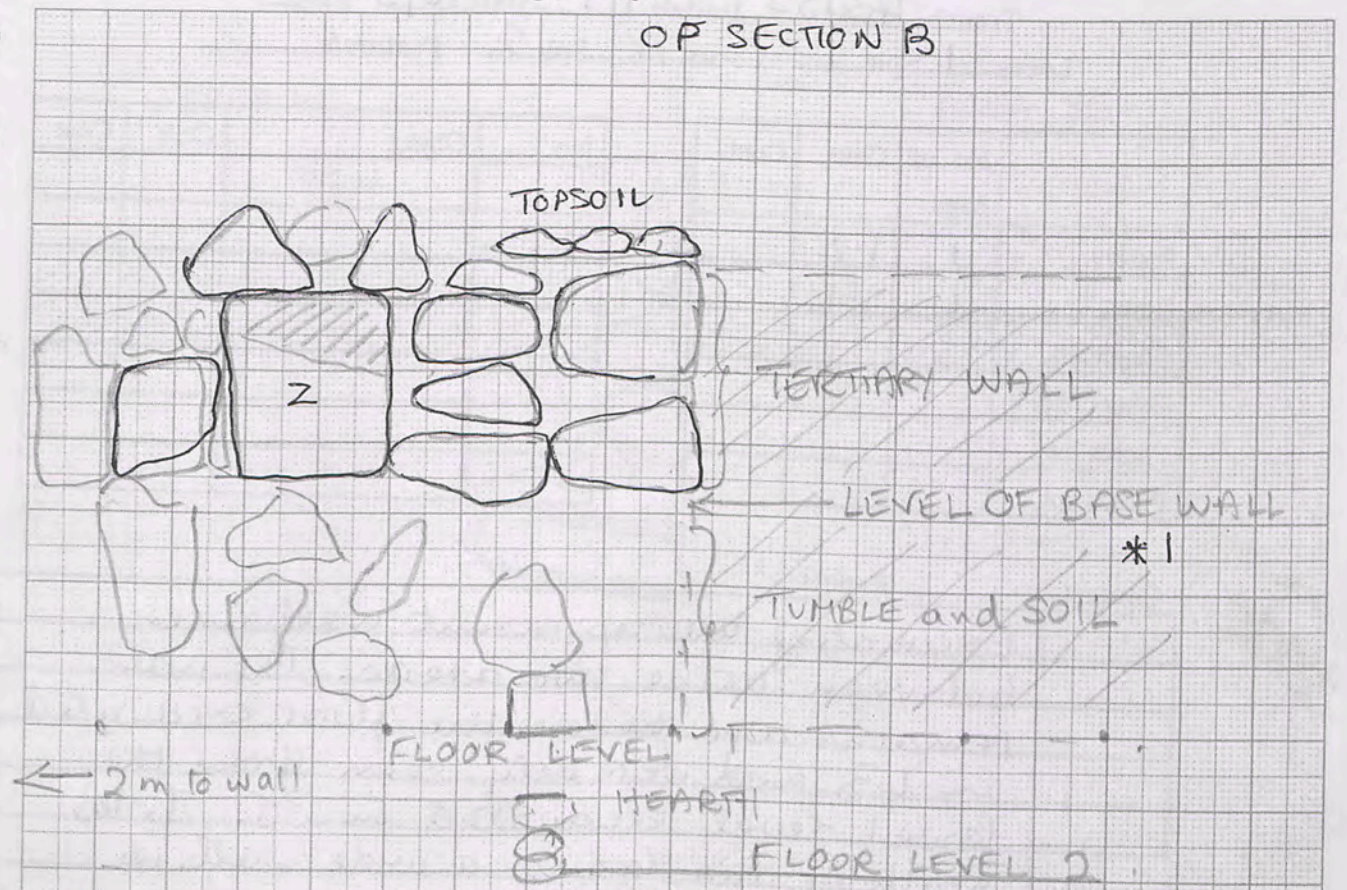 OF SECTION B
TOPSOIL
Z
TERTIARY WALL
LEVEL OF BASE WALL
*1
TUMBLE and SOIL
FLOOR LEVEL
2m to wall
HEARTH
FLOOR LEVEL 2